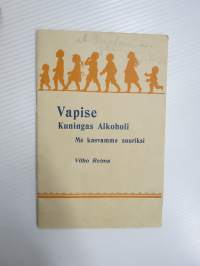 Vapise
Kuningas Alkoholi
Me kasvamme suuriksi
Vilho Reima